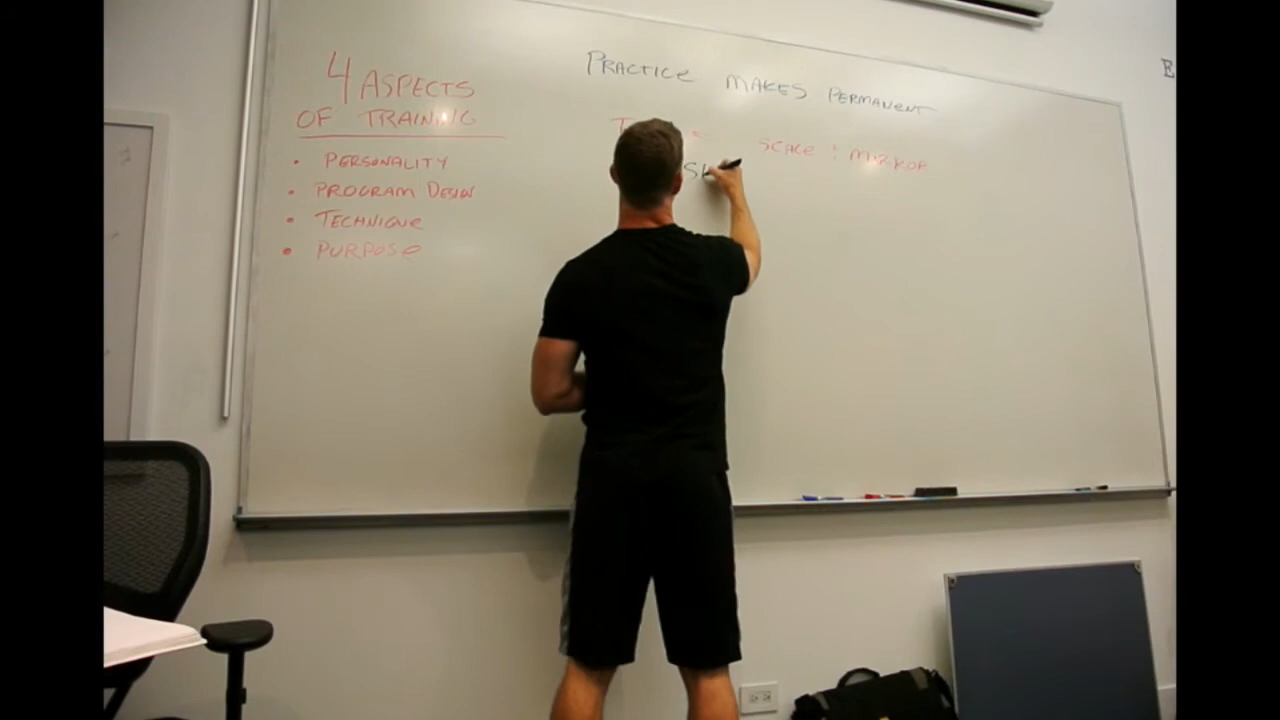 4 ASPECTS
OF TRAINING
• PERSONALITY
• PROGRAM DESIGN
• TECHNIQUE
• PURPOSE
PRACTICE MAKES PERMANENT
SCALE : MIRROR
E